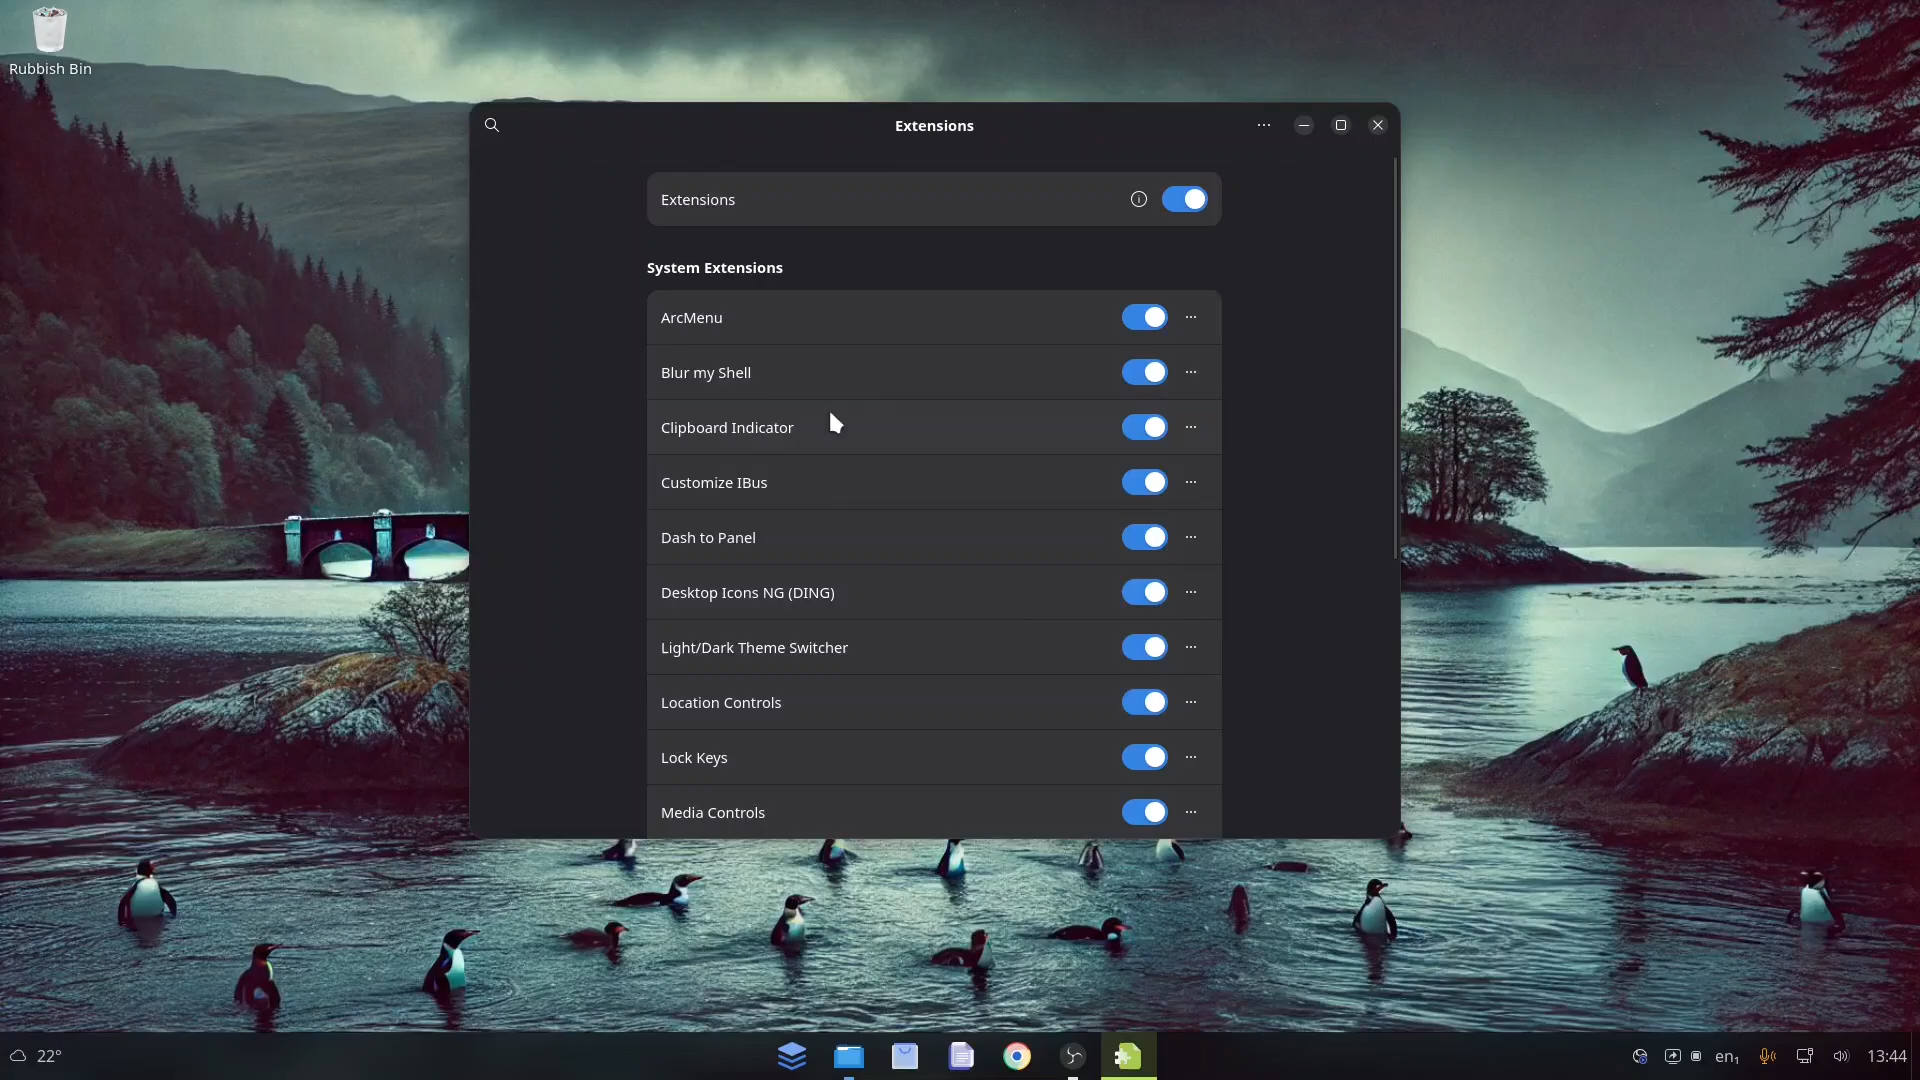 Rubbish Bin
Extensions
Extensions
System Extensions
ArcMenu
Blur my Shell
Clipboard Indicator
Customize IBus
Dash to Panel
Desktop Icons NG (DING)
Light/Dark Theme Switcher
Location Controls
Lock Keys
Media Controls
22°
en₁
13:44